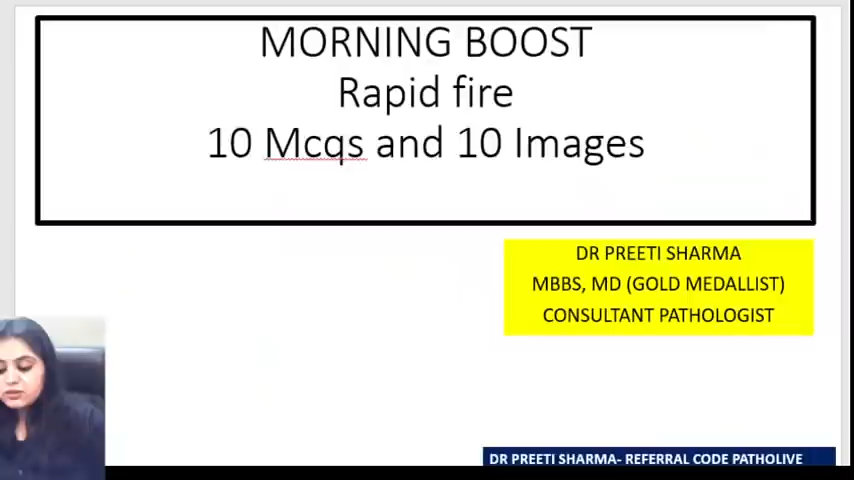 MORNING BOOST
Rapid fire
10 Mcqs and 10 Images
DR PREETI SHARMA
MBBS, MD (GOLD MEDALLIST)
CONSULTANT PATHOLOGIST
DR PREETI SHARMA- REFERRAL CODE PATHOLIVE